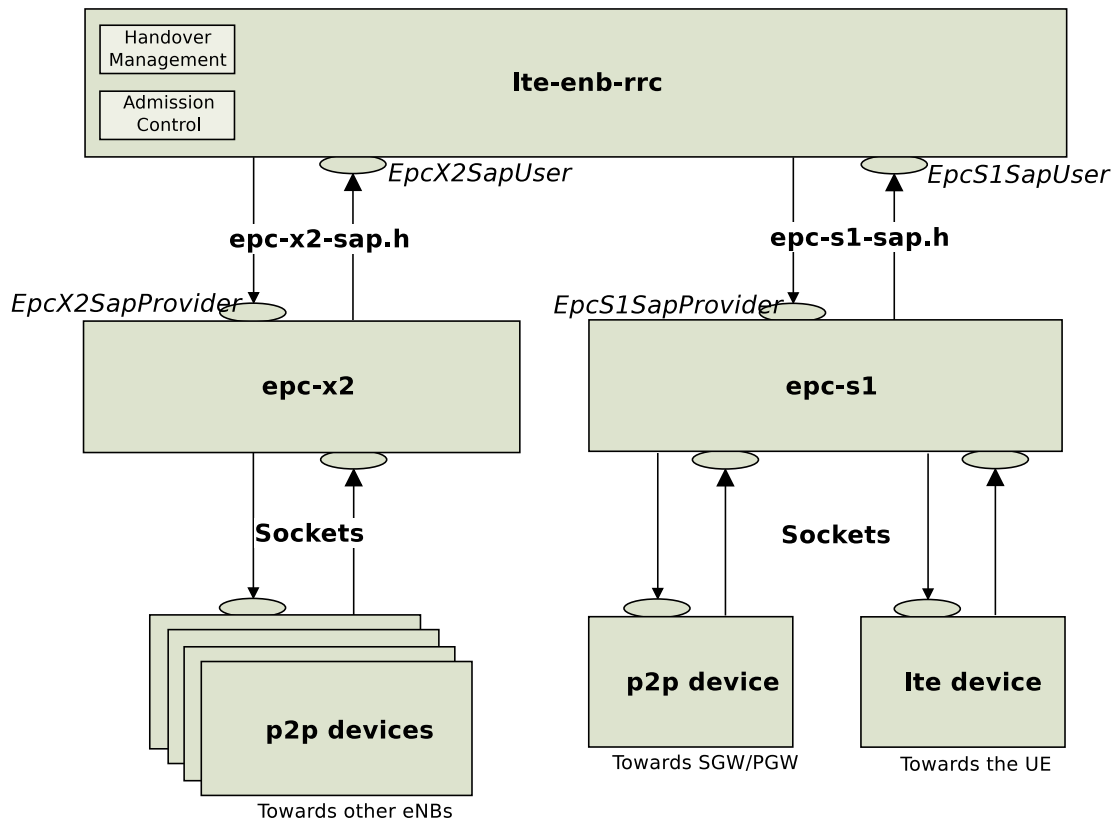 Handover
Management
lte-enb-rrc
Admission
Control
EpcX2SapUser
EpcS1SapUser
epc-x2-sap.h
epc-s1-sap.h
EpcX2SapProvider
EpcS1SapProvider
epc-x2
epc-s1
Sockets
Sockets
p2p device
lte device
p2p devices
Towards SGW/PGW
Towards the UE
Towards other eNBs